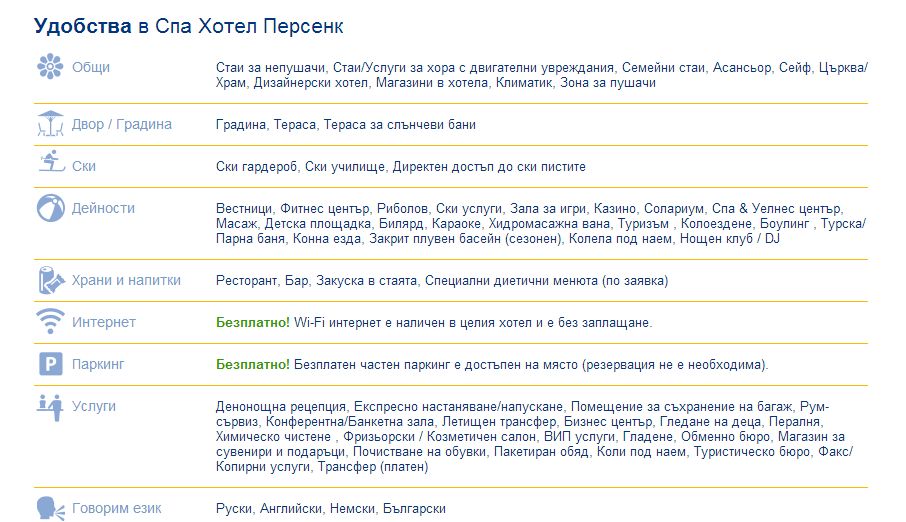 Удобства в Спа Хотел Персенк
Общи
Стаи за непушачи, Стаи/Услуги за хора с двигателни увреждания, Семейни стаи, Асансьор, Сейф, Църква/
Храм, Дизайнерски хотел, Магазини в хотела, Климатик, Зона за пушачи
Двор / Градина
Градина, Тераса, Тераса за слънчеви бани
Ски
Ски гардероб, Ски училище, Директен достъп до ски пистите
Дейности
Вестници, Фитнес център, Риболов, Ски услуги, Зала за игри, Казино, Солариум, Спа & Уелнес център,
Масаж, Детска площадка, Билярд, Караоке, Хидромасажна вана, Туризъм , Колоездене, Боулинг , Турска/
Парна баня, Конна езда, Закрит плувен басейн (сезонен), Колела под наем, Нощен клуб / DJ
Храни и напитки
Ресторант, Бар, Закуска в стаята, Специални диетични менюта (по заявка)
Интернет
Безплатно! Wi-Fi интернет е наличен в целия хотел и е без заплащане.
P
Паркинг
Безплатно! Безплатен частен паркинг е достъпен на място (резервация не е необходима).
Услуги
Денонощна рецепция, Експресно настаняване/напускане, Помещение за съхранение на багаж, Рум-
сървиз, Конферентна/Банкетна зала, Летищен трансфер, Бизнес център, Гледане на деца, Пералня,
Химическо чистене , Фризьорски / Козметичен салон, ВИП услуги, Гладене, Обменно бюро, Магазин за
сувенири и подаръци, Почистване на обувки, Пакетиран обяд, Коли под наем, Туристическо бюро, Факс/
Копирни услуги, Трансфер (платен)
Говорим език
Руски, Английски, Немски, Български